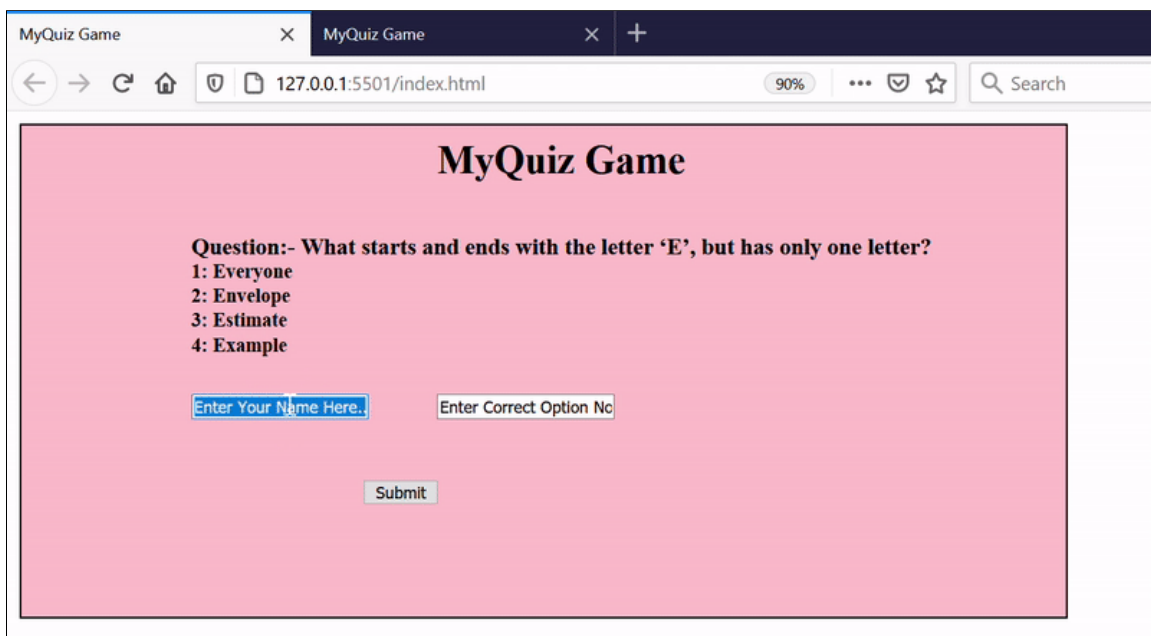 MyQuiz Game MyQuiz Game
127.0.0.1:5501/index.html 90% Search
MyQuiz Game
Question:- What starts and ends with the letter ‘E’, but has only one letter?
1: Everyone
2: Envelope
3: Estimate
4: Example
Enter Your Name Here.. Enter Correct Option No
Submit